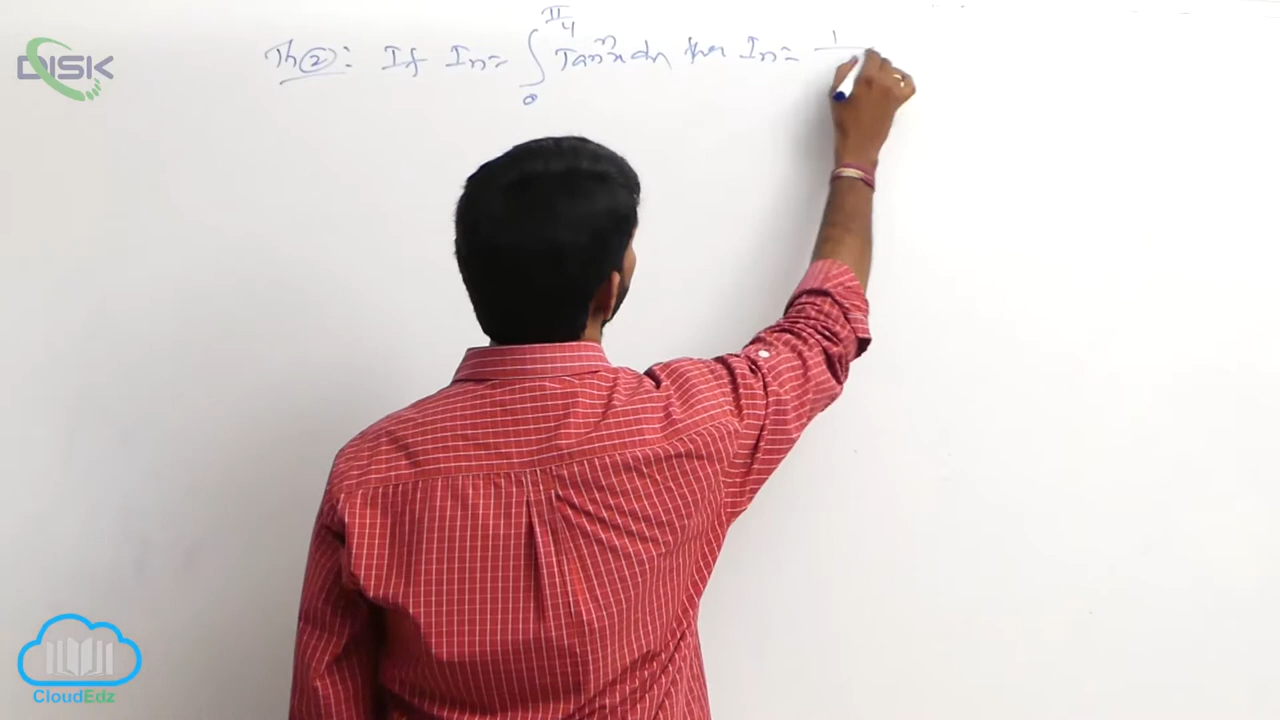 DISK
Th②: If Iₙ = ∫₀^(π/4) Tanⁿx dx then Iₙ = 1/
CloudEdz